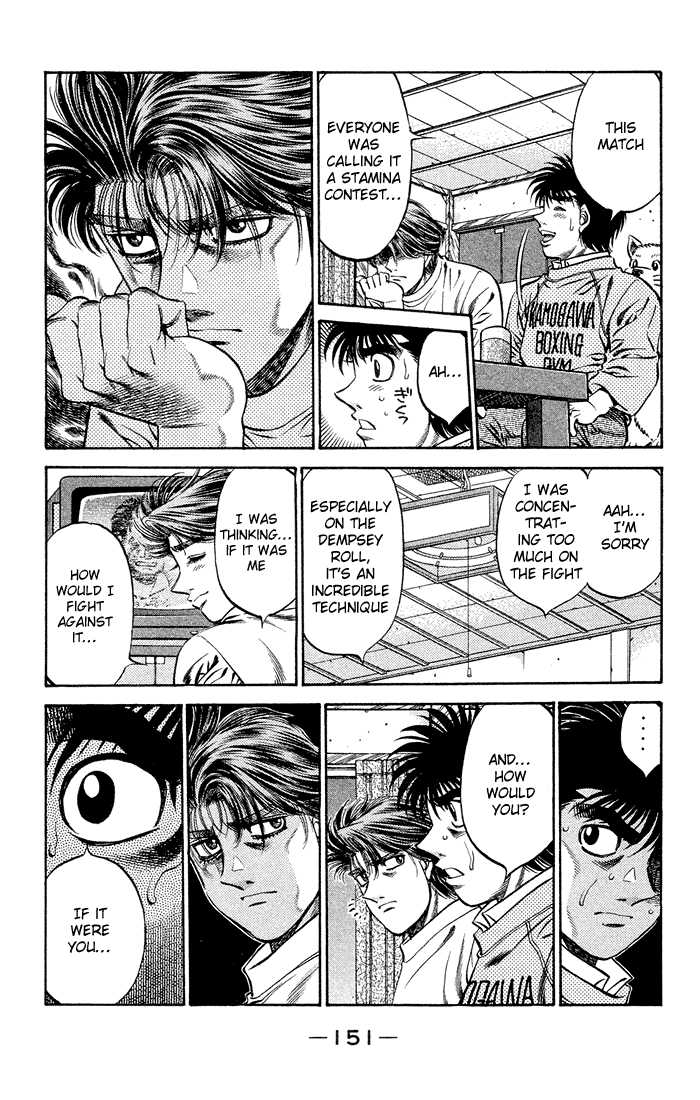 THIS
MATCH
EVERYONE
WAS
CALLING IT
A STAMINA
CONTEST...
KAMOGAWA
BOXING
GYM
AH...
ぎくっ
AAH...
I'M
SORRY
I WAS
CONCEN-
TRAT-
ING TOO
MUCH ON
THE FIGHT
ESPECIALLY
ON THE
DEMPSEY
ROLL,
IT'S AN
INCREDIBLE
TECHNIQUE
I WAS
THINKING...
IF IT WAS
ME
HOW
WOULD I
FIGHT
AGAINST
IT...
....
AND...
HOW
WOULD
YOU?
OGAWA
IF IT
WERE
YOU...
—151—